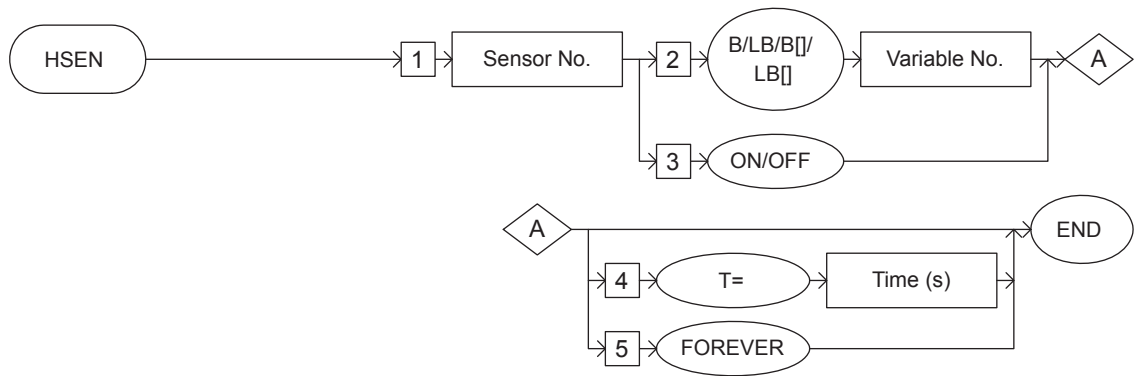 HSEN
1
Sensor No.
2
B/LB/B[]/
LB[]
Variable No.
A
3
ON/OFF
A
END
4
T=
Time (s)
5
FOREVER